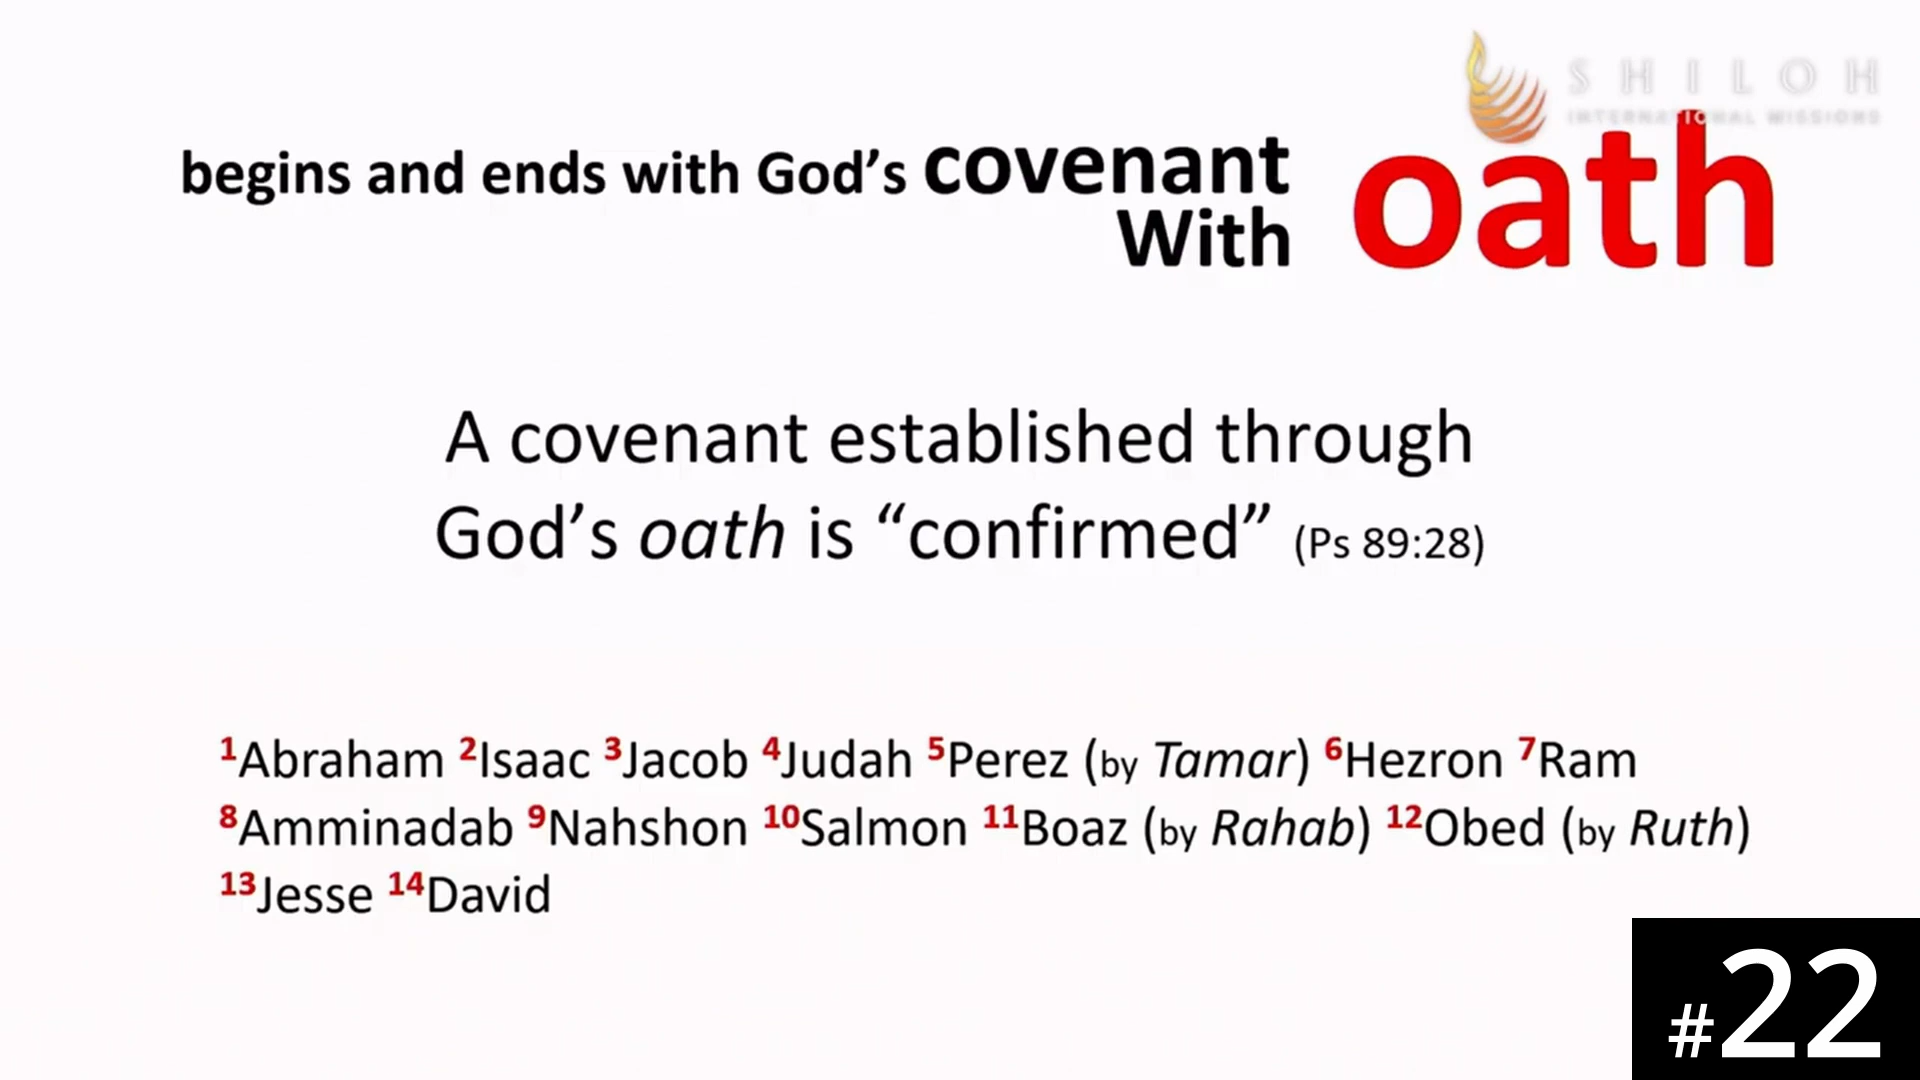 SHILOH
INTERNATIONAL MISSIONS
begins and ends with God’s covenant
With oath
A covenant established through
God’s oath is “confirmed” (Ps 89:28)
1Abraham 2Isaac 3Jacob 4Judah 5Perez (by Tamar) 6Hezron 7Ram
8Amminadab 9Nahshon 10Salmon 11Boaz (by Rahab) 12Obed (by Ruth)
13Jesse 14David
#22